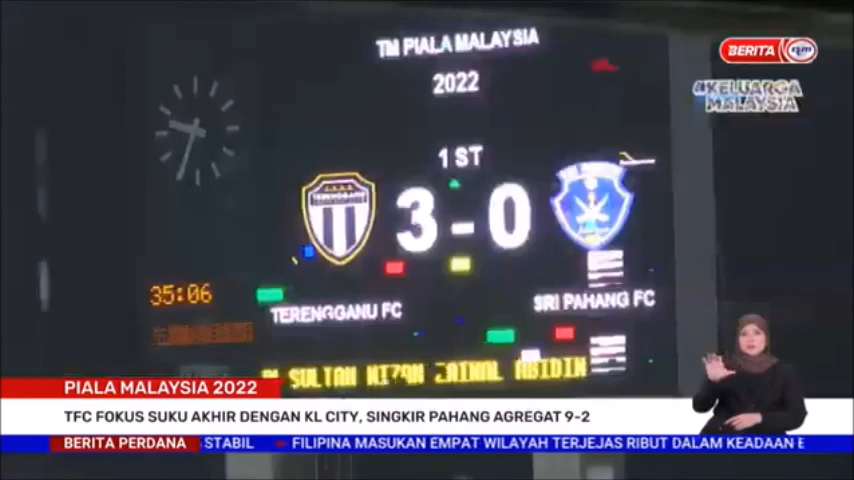 TM PIALA MALAYSIA
2022
BERITA rtm
#KELUARGA
MALAYSIA
1 ST
TERENGGANU
3 - 0
35:06
TERENGGANU FC
SRI PAHANG FC
SULTAN MIZAN ZAINAL ABIDIN
PIALA MALAYSIA 2022
TFC FOKUS SUKU AKHIR DENGAN KL CITY, SINGKIR PAHANG AGREGAT 9-2
BERITA PERDANA STABIL - FILIPINA MASUKAN EMPAT WILAYAH TERJEJAS RIBUT DALAM KEADAAN